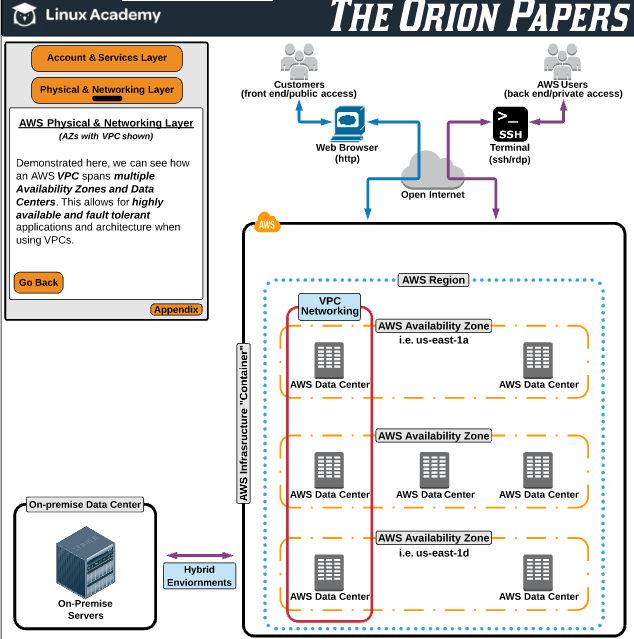 Linux Academy
THE ORION PAPERS
Account & Services Layer
Physical & Networking Layer
AWS Physical & Networking Layer
(AZs with VPC shown)
Demonstrated here, we can see how
an AWS VPC spans multiple
Availability Zones and Data
Centers. This allows for highly
available and fault tolerant
applications and architecture when
using VPCs.
Go Back
Appendix
Customers
(front end/public access)
AWS Users
(back end/private access)
Web Browser
(http)
>_
SSH
Terminal
(ssh/rdp)
Open Internet
AWS
AWS Infrasructure "Container"
AWS Region
VPC
Networking
AWS Availability Zone
i.e. us-east-1a
AWS Data Center
AWS Data Center
AWS Availability Zone
AWS Data Center
AWS Data Center
AWS Data Center
AWS Availability Zone
i.e. us-east-1d
AWS Data Center
AWS Data Center
On-premise Data Center
On-Premise
Servers
Hybrid
Enviornments